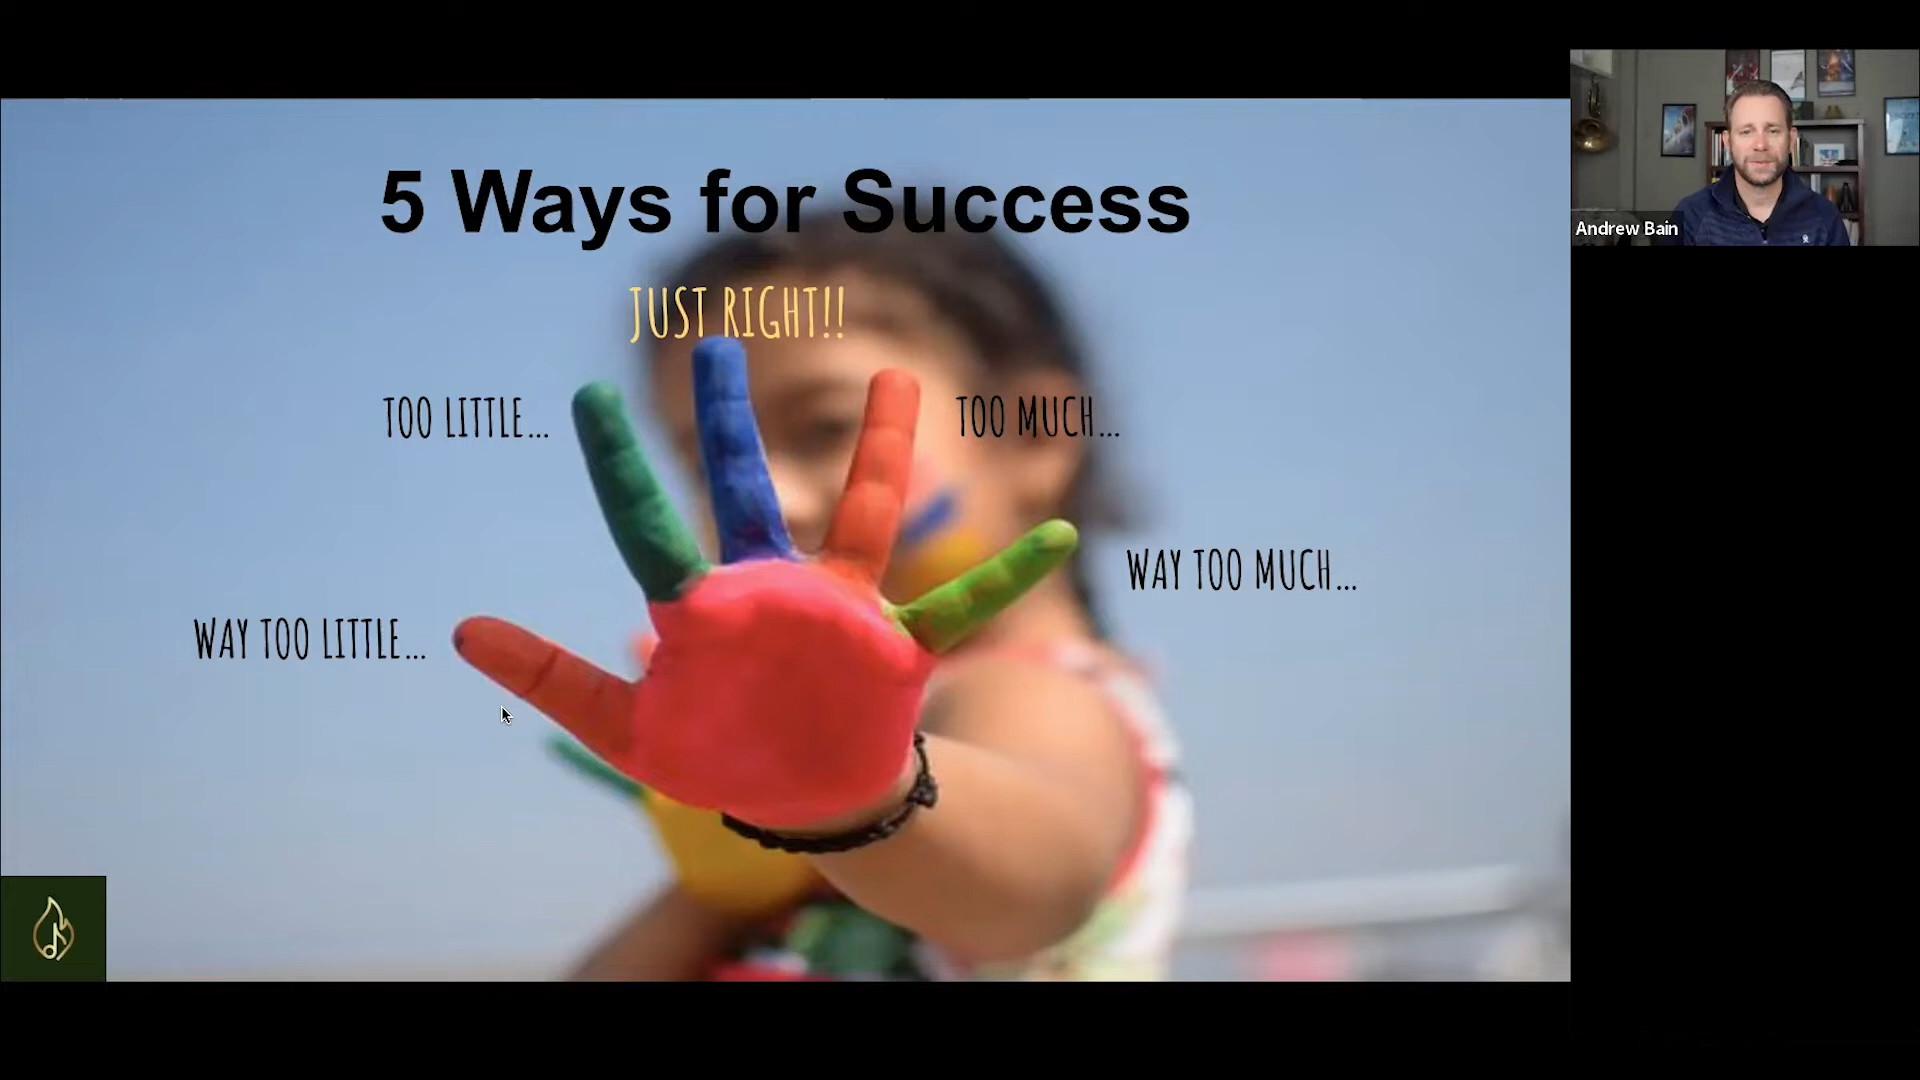 5 Ways for Success
JUST RIGHT!!
TOO LITTLE...
TOO MUCH...
WAY TOO MUCH...
WAY TOO LITTLE...
Andrew Bain